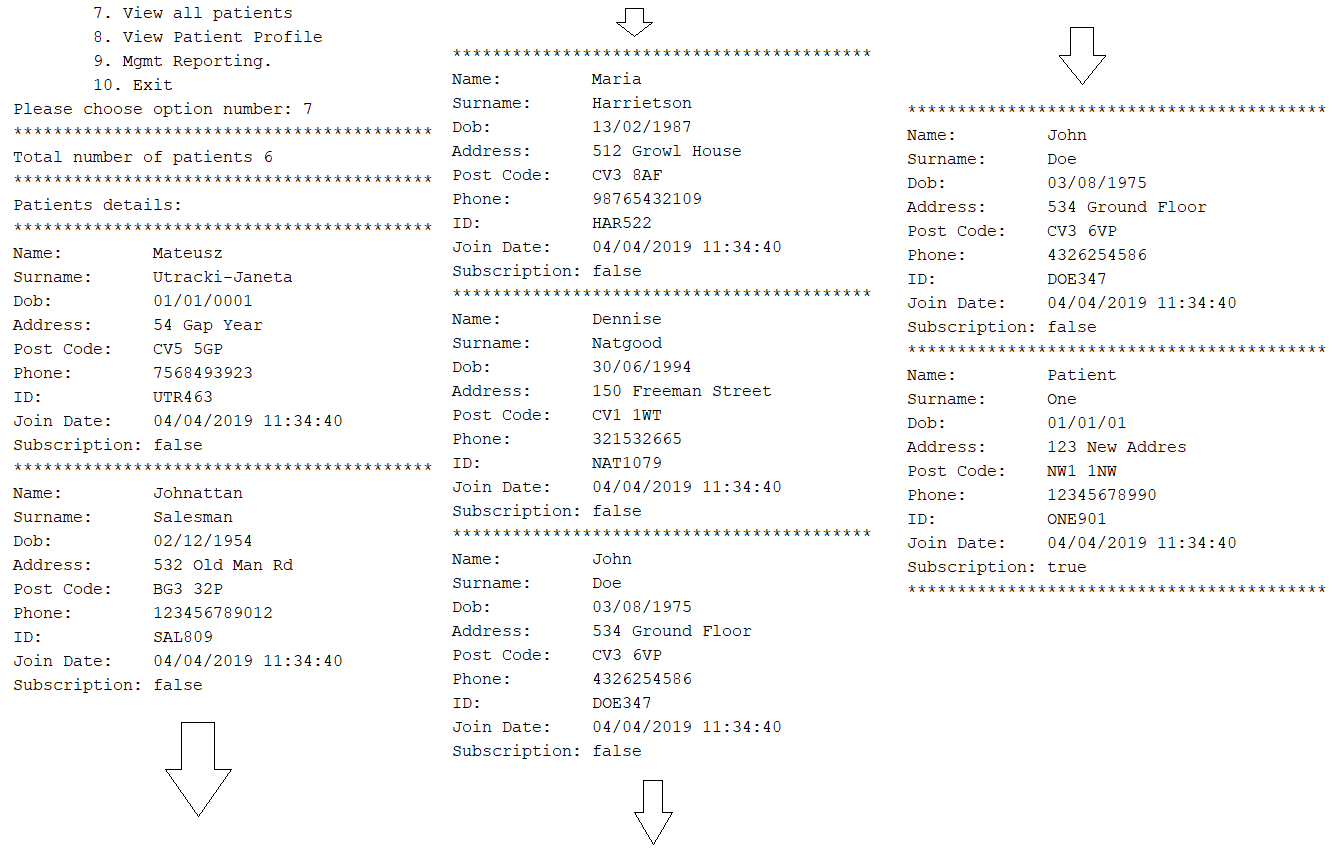 7. View all patients
8. View Patient Profile
9. Mgmt Reporting.
10. Exit
Please choose option number: 7
******************************************
Total number of patients 6
******************************************
Patients details:
******************************************
Name: Mateusz
Surname: Utracki-Janeta
Dob: 01/01/0001
Address: 54 Gap Year
Post Code: CV5 5GP
Phone: 7568493923
ID: UTR463
Join Date: 04/04/2019 11:34:40
Subscription: false
******************************************
Name: Johnattan
Surname: Salesman
Dob: 02/12/1954
Address: 532 Old Man Rd
Post Code: BG3 32P
Phone: 123456789012
ID: SAL809
Join Date: 04/04/2019 11:34:40
Subscription: false
******************************************
Name: Maria
Surname: Harrietson
Dob: 13/02/1987
Address: 512 Growl House
Post Code: CV3 8AF
Phone: 98765432109
ID: HAR522
Join Date: 04/04/2019 11:34:40
Subscription: false
******************************************
Name: Dennise
Surname: Natgood
Dob: 30/06/1994
Address: 150 Freeman Street
Post Code: CV1 1WT
Phone: 321532665
ID: NAT1079
Join Date: 04/04/2019 11:34:40
Subscription: false
******************************************
Name: John
Surname: Doe
Dob: 03/08/1975
Address: 534 Ground Floor
Post Code: CV3 6VP
Phone: 4326254586
ID: DOE347
Join Date: 04/04/2019 11:34:40
Subscription: false
******************************************
Name: John
Surname: Doe
Dob: 03/08/1975
Address: 534 Ground Floor
Post Code: CV3 6VP
Phone: 4326254586
ID: DOE347
Join Date: 04/04/2019 11:34:40
Subscription: false
******************************************
Name: Patient
Surname: One
Dob: 01/01/01
Address: 123 New Addres
Post Code: NW1 1NW
Phone: 12345678990
ID: ONE901
Join Date: 04/04/2019 11:34:40
Subscription: true
******************************************